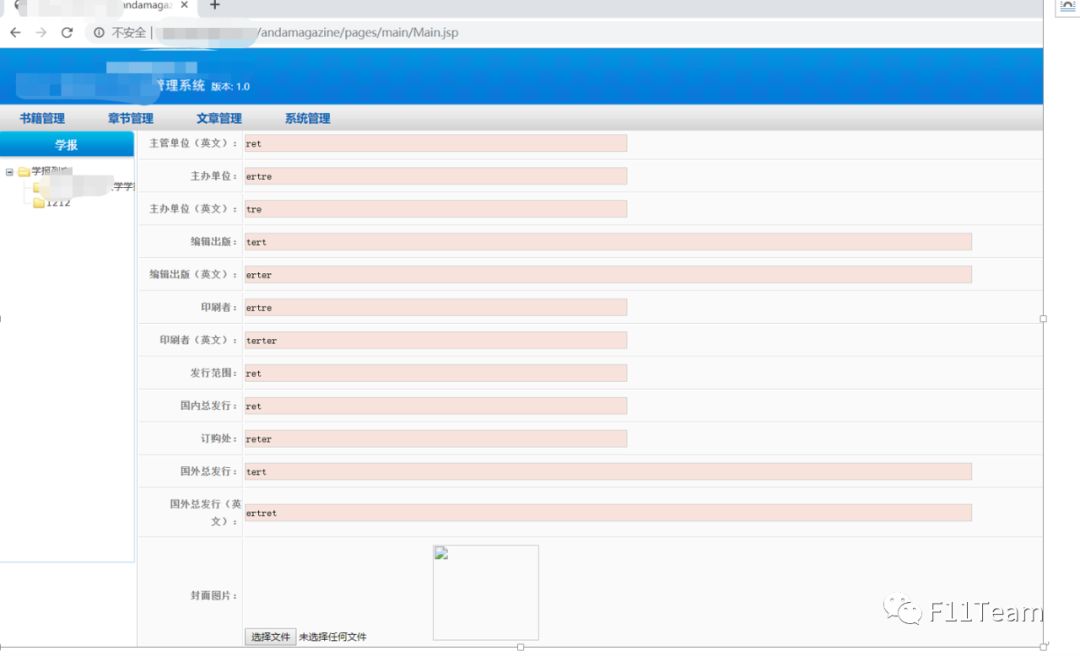 andamaga
不安全 | /andamagazine/pages/main/Main.jsp
管理系统 版本: 1.0
书籍管理 章节管理 文章管理 系统管理
学报
学报列
学学
1212
主管单位（英文）： ret
主办单位： ertre
主办单位（英文）： tre
编辑出版： tert
编辑出版（英文）： erter
印刷者： ertre
印刷者（英文）： terter
发行范围： ret
国内总发行： ret
订购处： reter
国外总发行： tert
国外总发行（英
文）： ertret
封面图片：
选择文件 未选择任何文件
F11Team